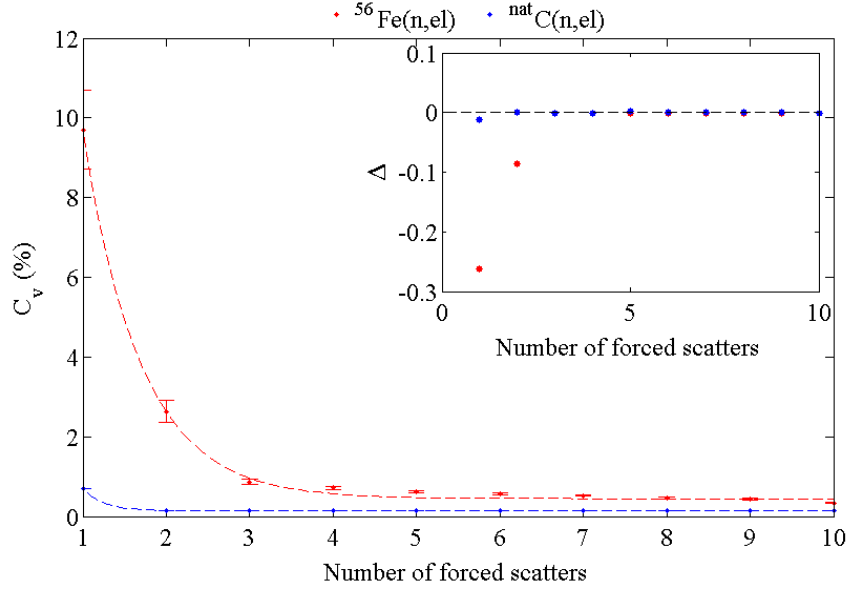 56Fe(n,el) natC(n,el)
12
10
8
6
4
2
0
C_v (%)
1 2 3 4 5 6 7 8 9 10
Number of forced scatters
0.1
0
-0.1
-0.2
-0.3
Δ
0 5 10
Number of forced scatters